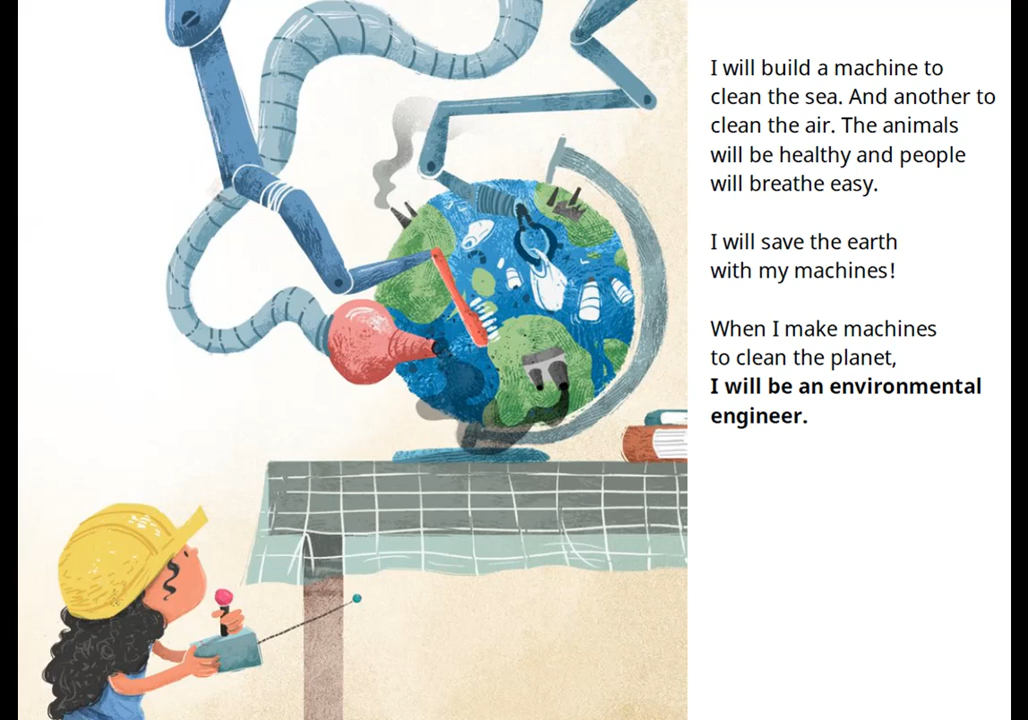 I will build a machine to
clean the sea. And another to
clean the air. The animals
will be healthy and people
will breathe easy.
I will save the earth
with my machines!
When I make machines
to clean the planet,
I will be an environmental
engineer.